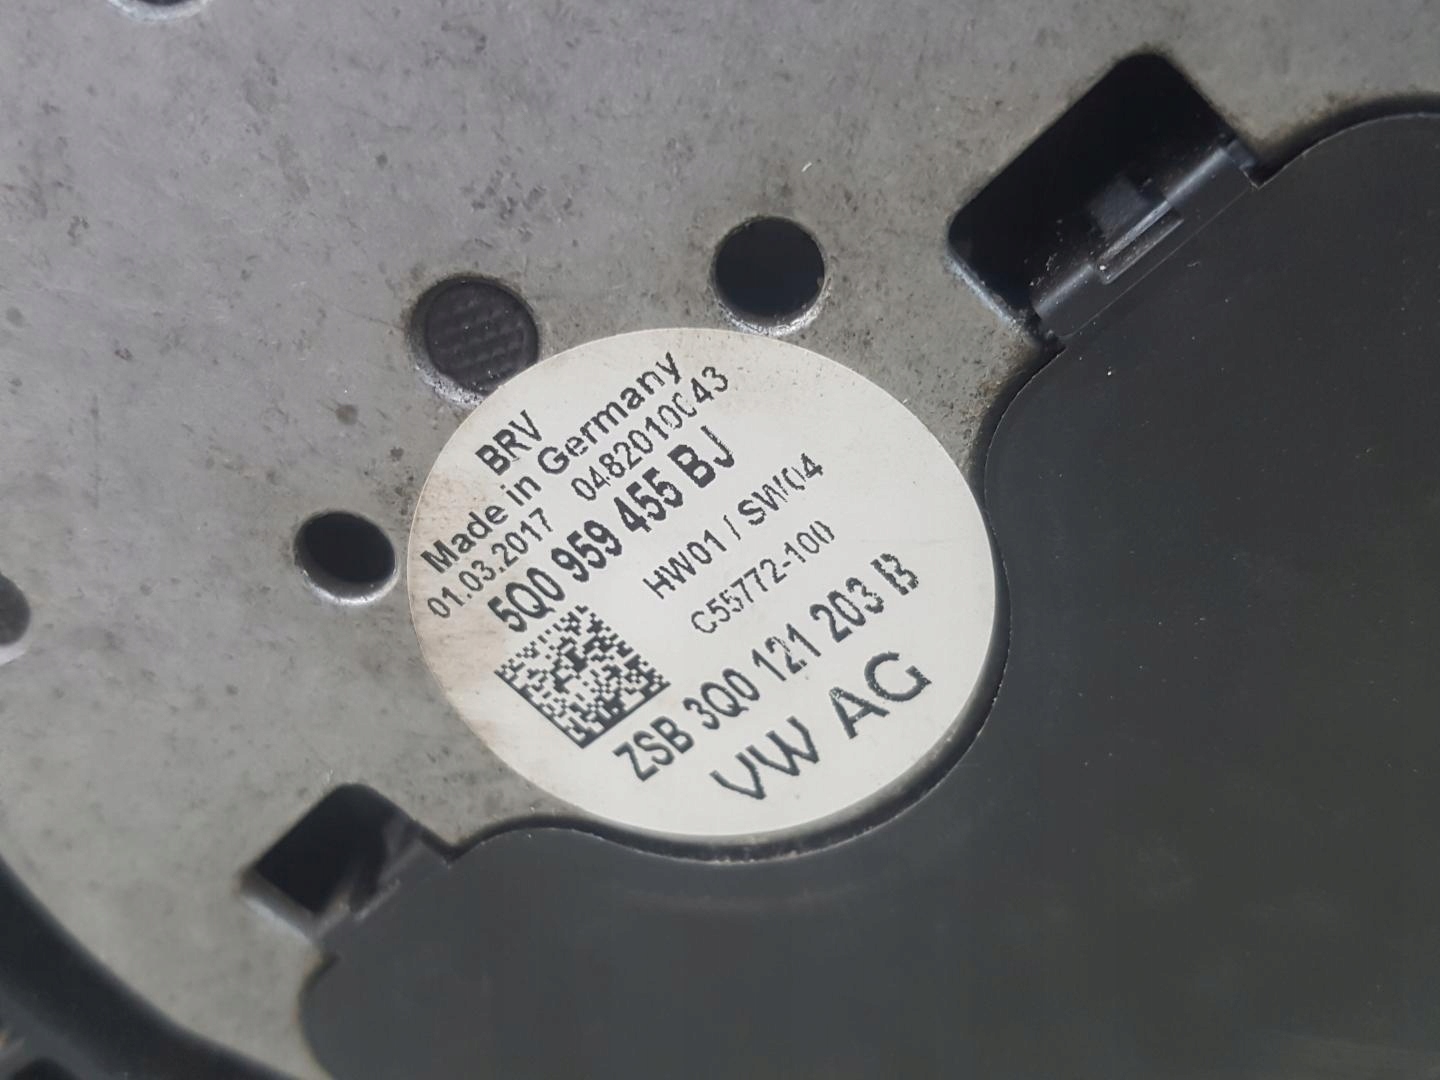 BRV
Made in Germany
01.03.2017 0482010043
5Q0 959 455 BJ
HW01 / SW04
C55772-100
ZSB 3Q0 121 203 B
VW AG